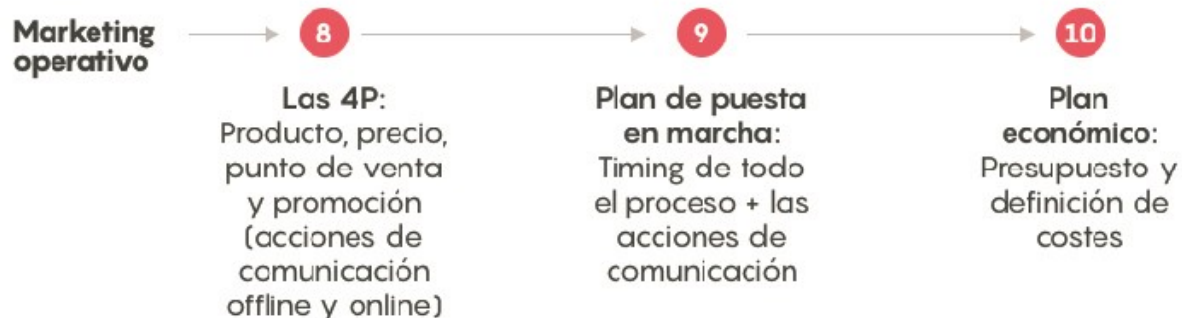 Marketing
operativo
8
Las 4P:
Producto, precio,
punto de venta
y promoción
(acciones de
comunicación
offline y online)
9
Plan de puesta
en marcha:
Timing de todo
el proceso + las
acciones de
comunicación
10
Plan
económico:
Presupuesto y
definición de
costes